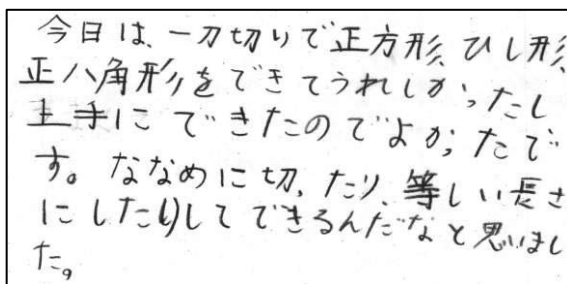 今日は、一刀切りで正方形、ひし形、
正八角形をできてうれしかったし
上手にできたのでよかったで
す。ななめに切ったり、等しい長さ
にしたりしてできるんだなと思いまし
た。